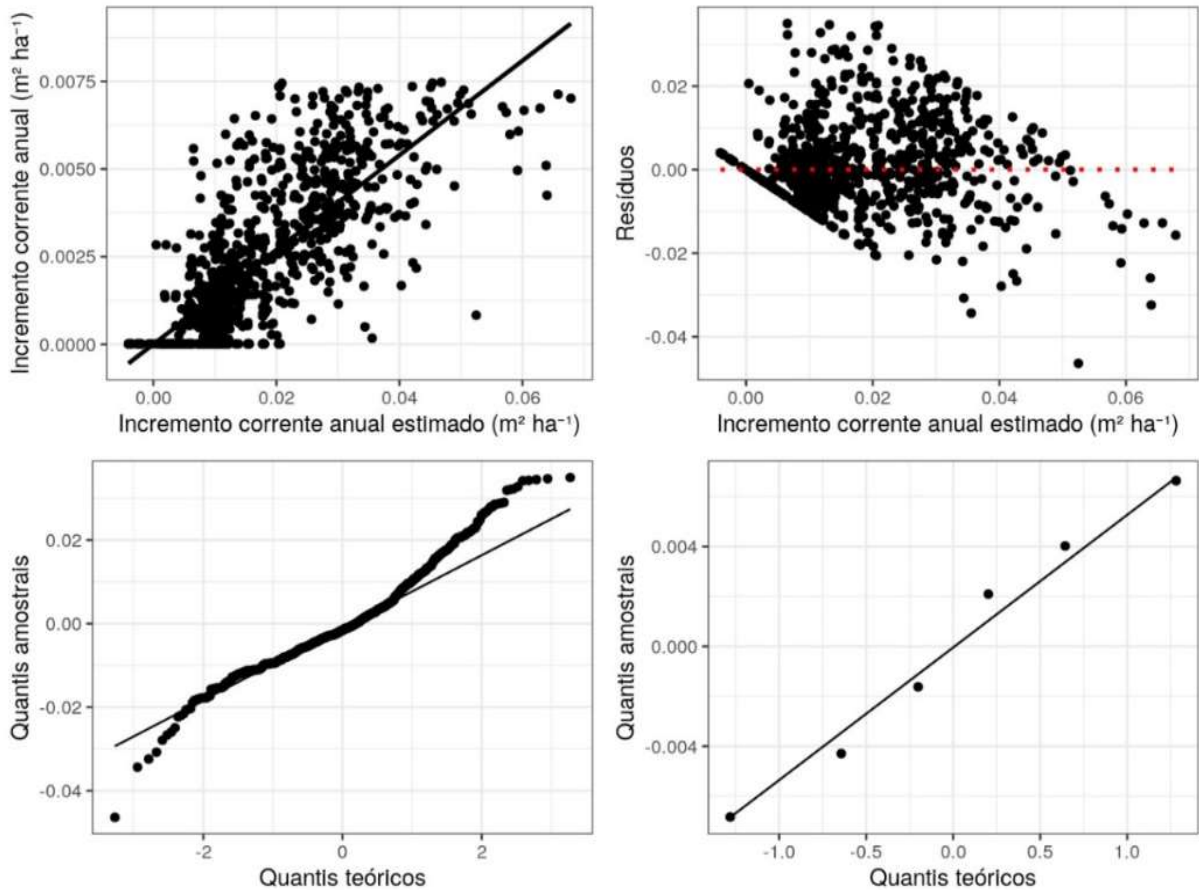 Incremento corrente anual (m² ha⁻¹)
0.0075
0.0050
0.0025
0.0000
0.00 0.02 0.04 0.06
Incremento corrente anual estimado (m² ha⁻¹)
Resíduos
0.02
0.00
-0.02
-0.04
0.00 0.02 0.04 0.06
Incremento corrente anual estimado (m² ha⁻¹)
Quantis amostrais
0.02
0.00
-0.02
-0.04
-2 0 2
Quantis teóricos
Quantis amostrais
0.004
0.000
-0.004
-1.0 -0.5 0.0 0.5 1.0
Quantis teóricos